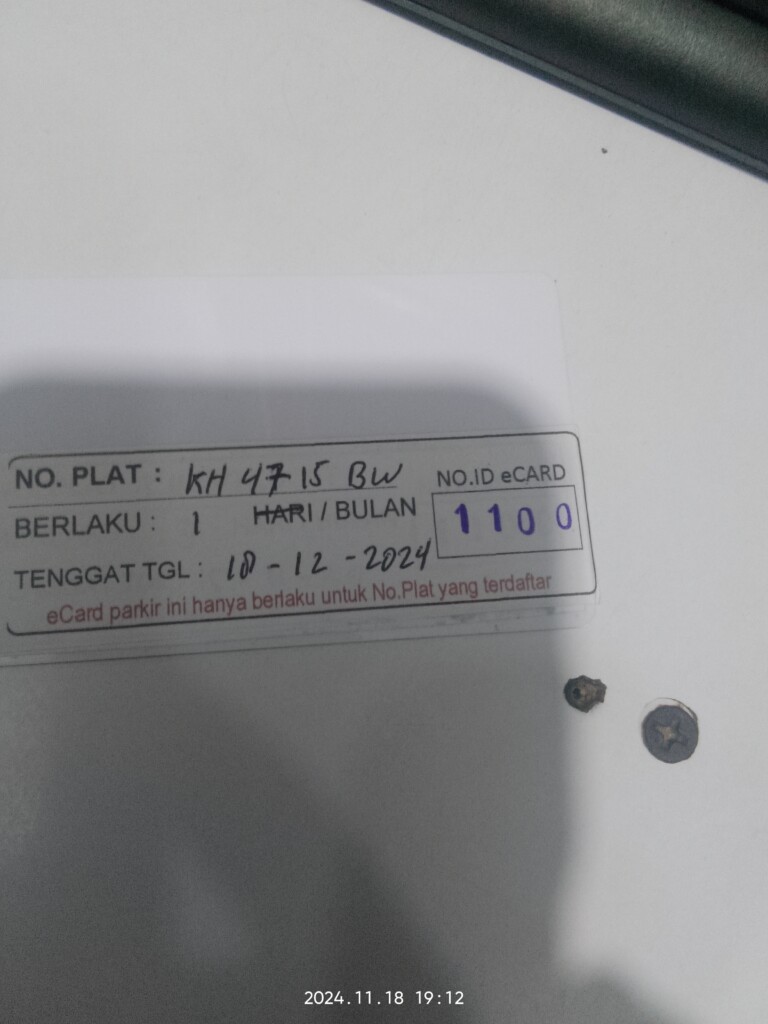 NO. PLAT : KH 4715 BW
NO.ID eCARD
BERLAKU : 1 HARI / BULAN
1100
TENGGAT TGL : 18 - 12 - 2024
eCard parkir ini hanya berlaku untuk No.Plat yang terdaftar
2024.11.18 19:12